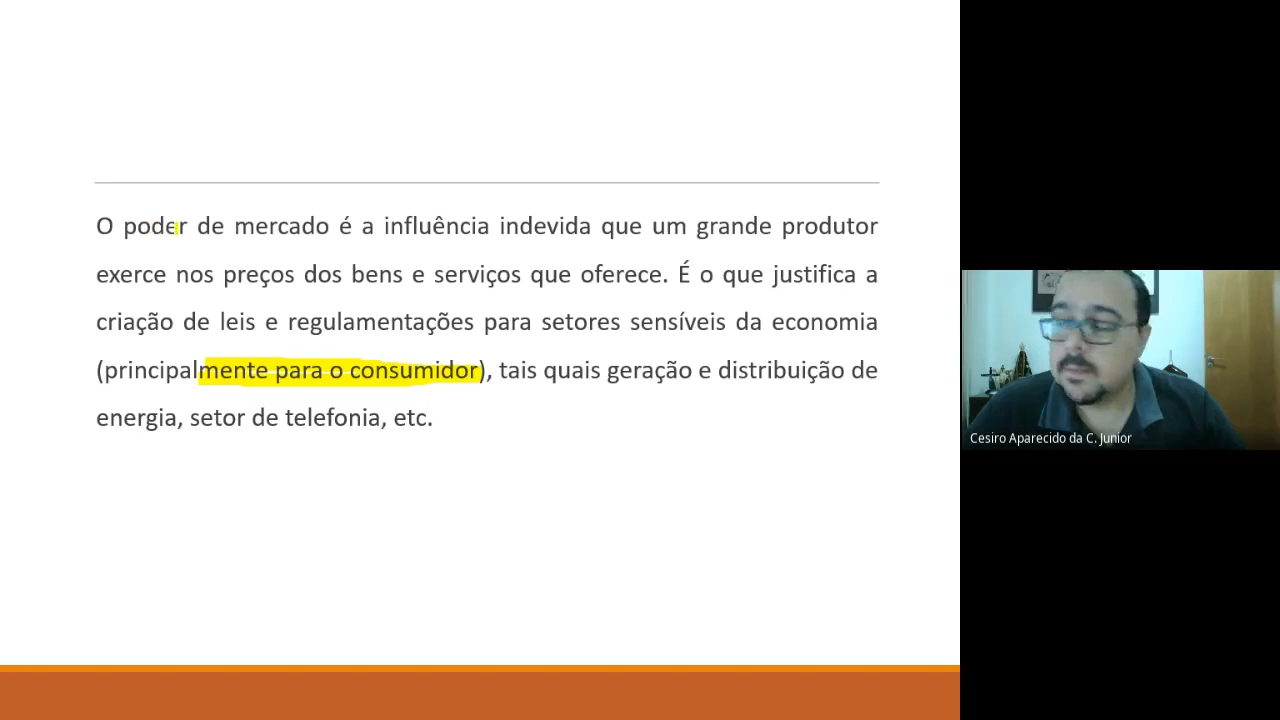 O poder de mercado é a influência indevida que um grande produtor
exerce nos preços dos bens e serviços que oferece. É o que justifica a
criação de leis e regulamentações para setores sensíveis da economia
(principalmente para o consumidor), tais quais geração e distribuição de
energia, setor de telefonia, etc.
Cesiro Aparecido da C. Junior